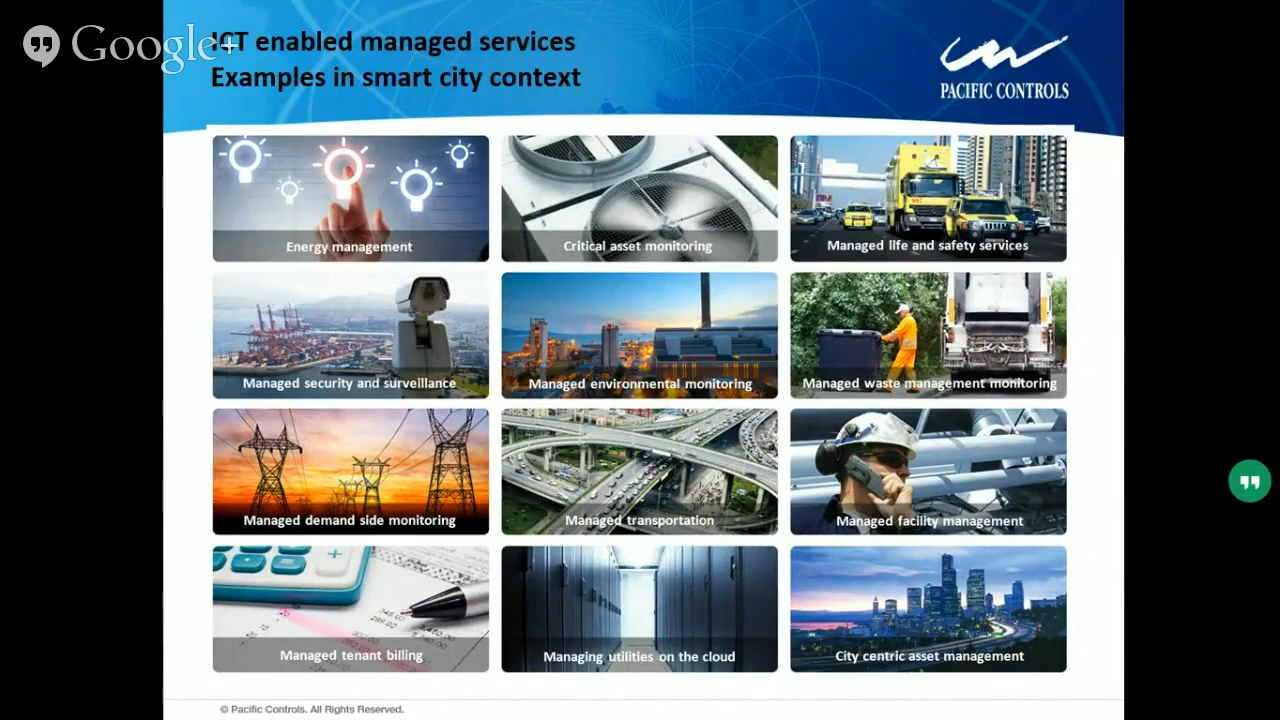 Google+
ICT enabled managed services
Examples in smart city context
PACIFIC CONTROLS
Energy management
Critical asset monitoring
Managed life and safety services
Managed security and surveillance
Managed environmental monitoring
Managed waste management monitoring
Managed demand side monitoring
Managed transportation
Managed facility management
Managed tenant billing
Managing utilities on the cloud
City centric asset management
© Pacific Controls. All Rights Reserved.